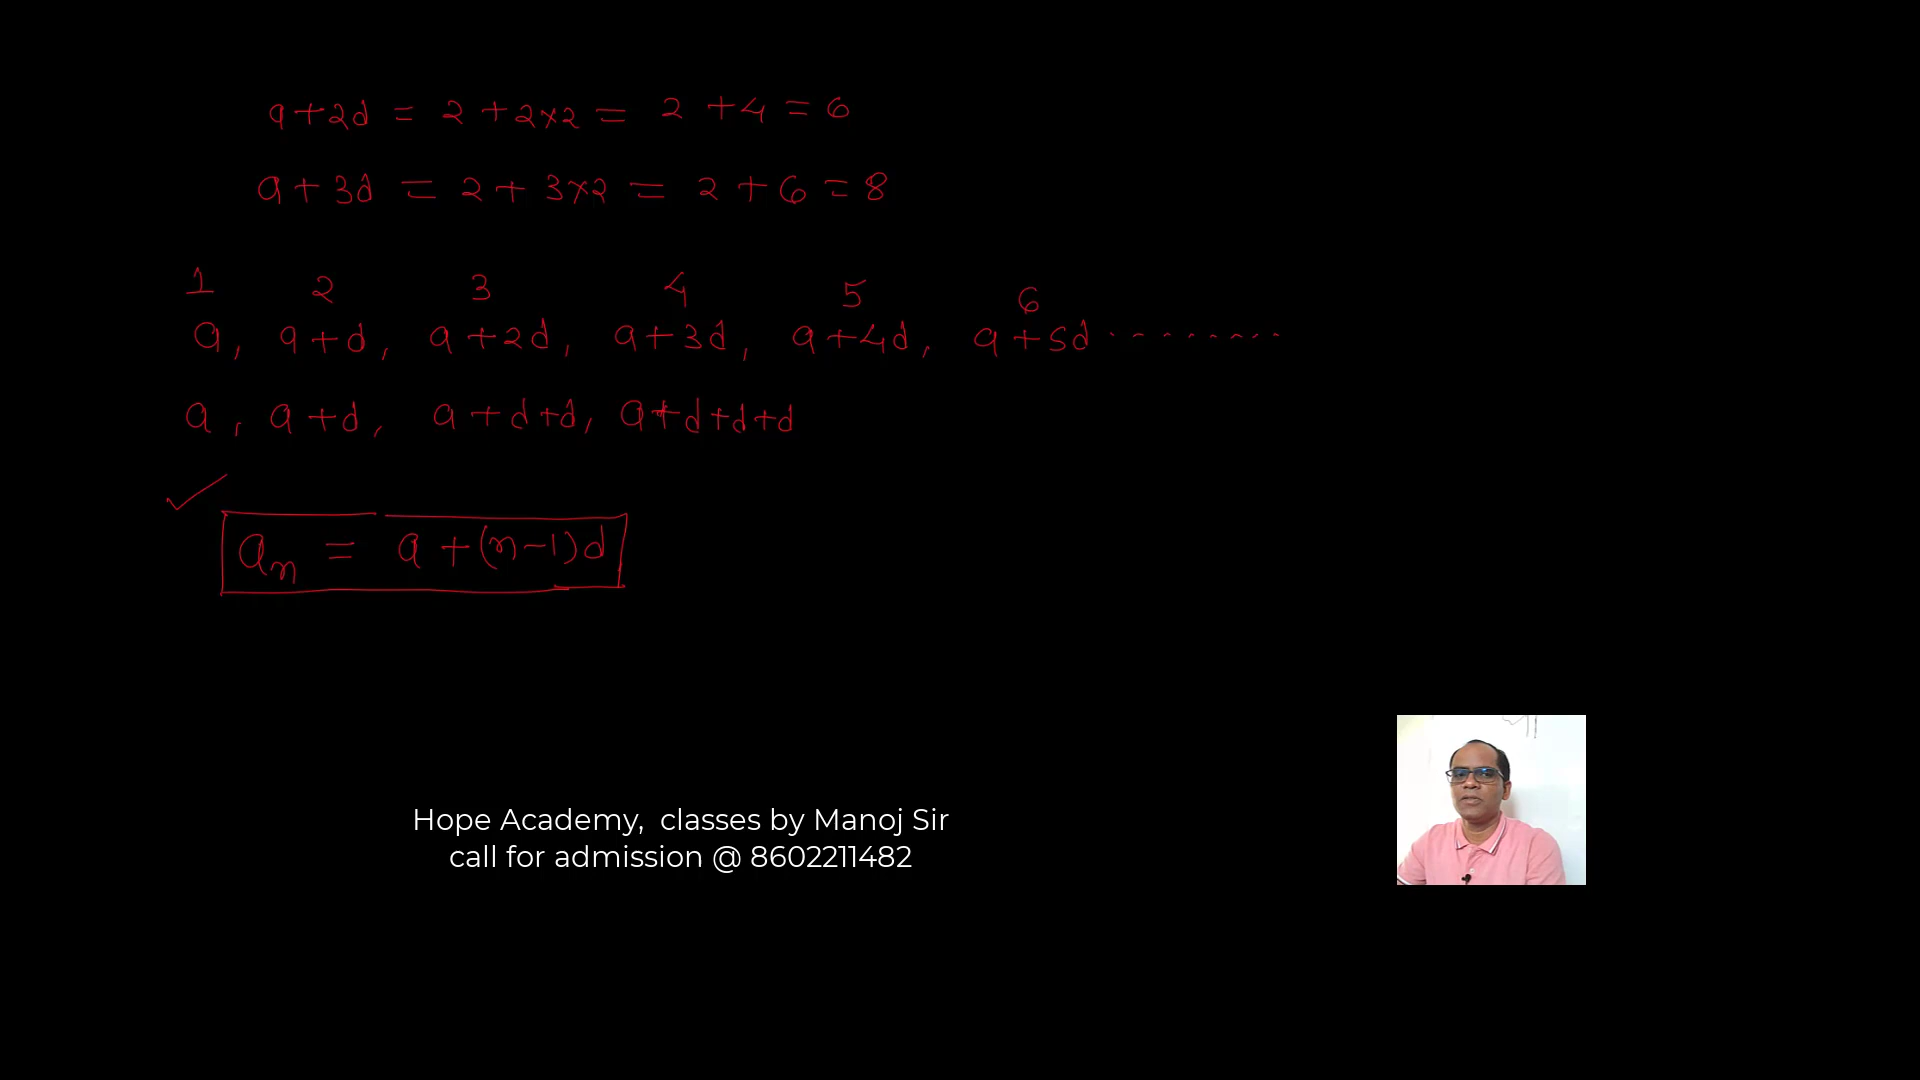 a+2d = 2+2×2 = 2+4=6
a+3d = 2+3×2 = 2+6=8
1 2 3 4 5 6
a, a+d, a+2d, a+3d, a+4d, a+5d ---------
a, a+d, a+d+d, a+d+d+d
✓
aₙ = a+(n-1)d
Hope Academy, classes by Manoj Sir
call for admission @ 8602211482